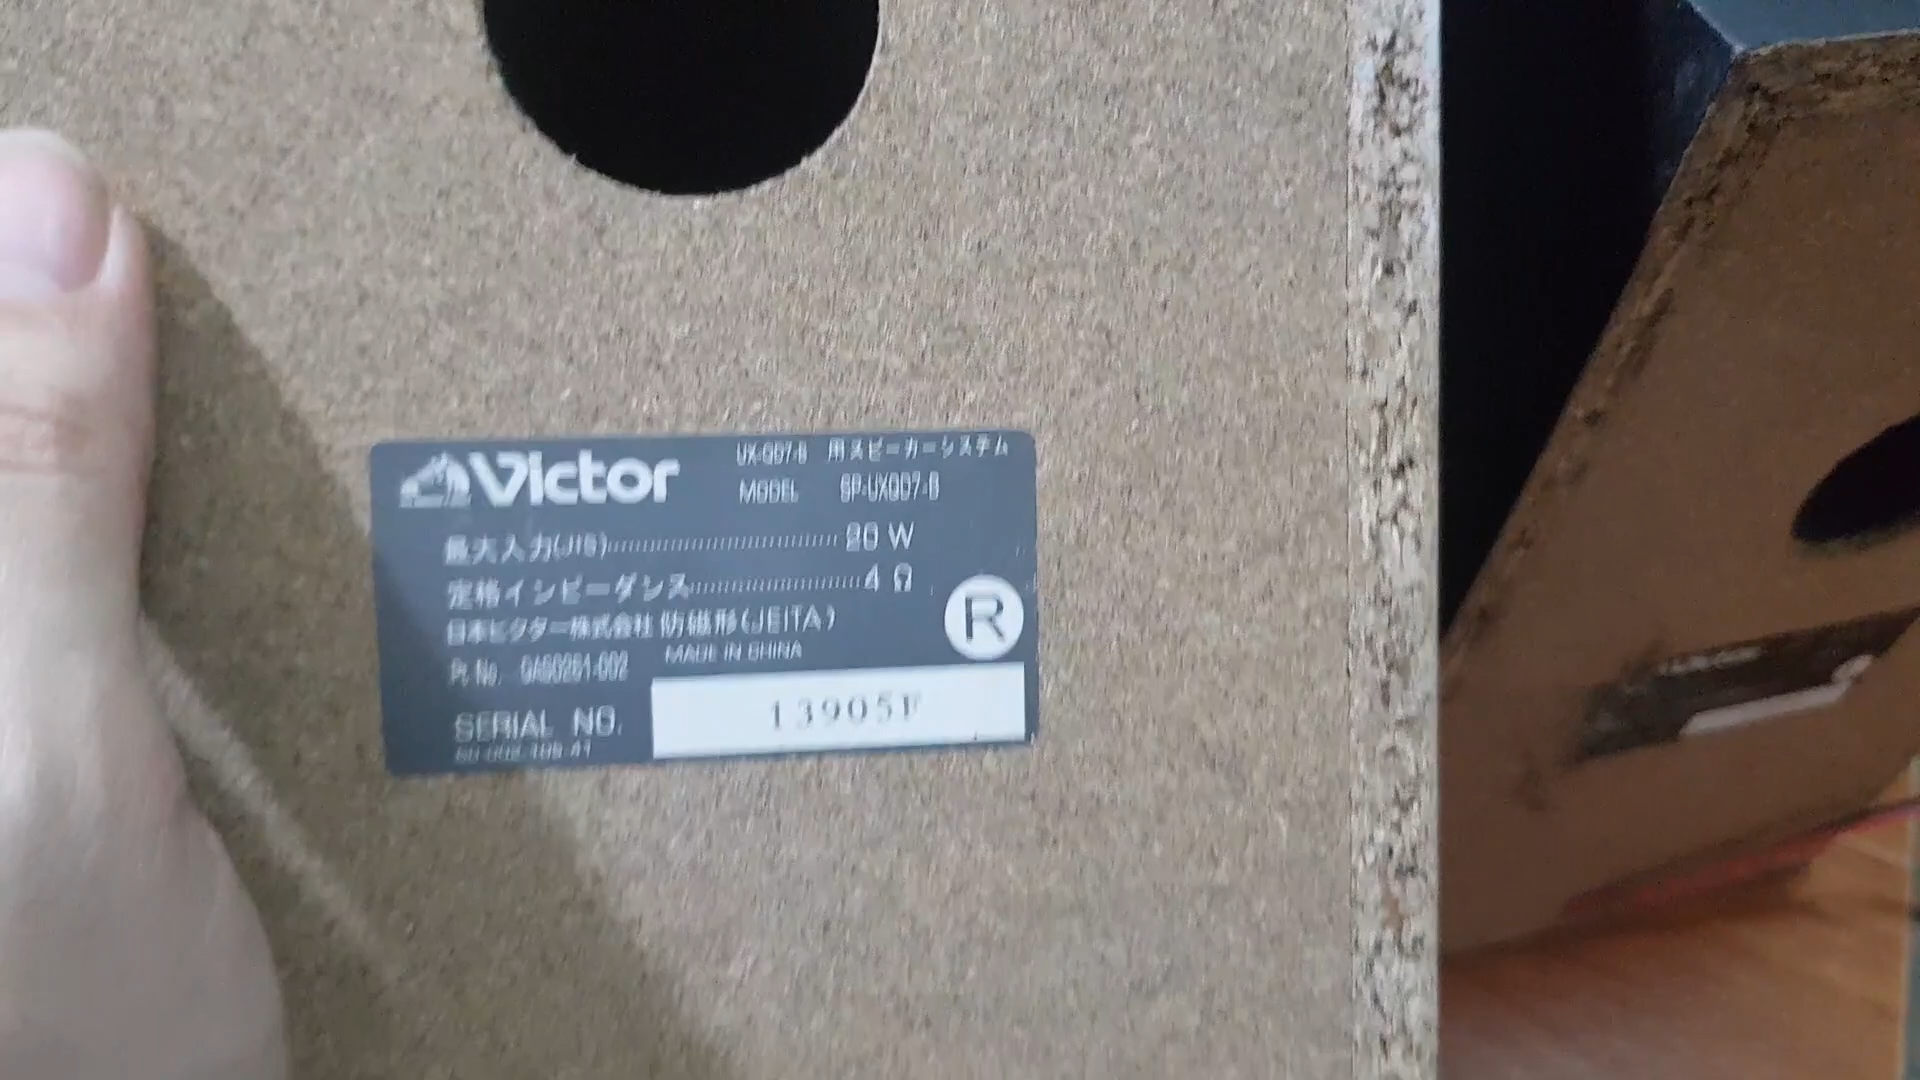 Victor
UX-QD7-B 用スピーカーシステム
MODEL SP-UXQD7-B
最大入力(JIS) 20 W
定格インピーダンス 4 Ω
日本ビクター株式会社 防磁形(JEITA)
MADE IN CHINA
Pt. No.
R
SERIAL NO. 13905F